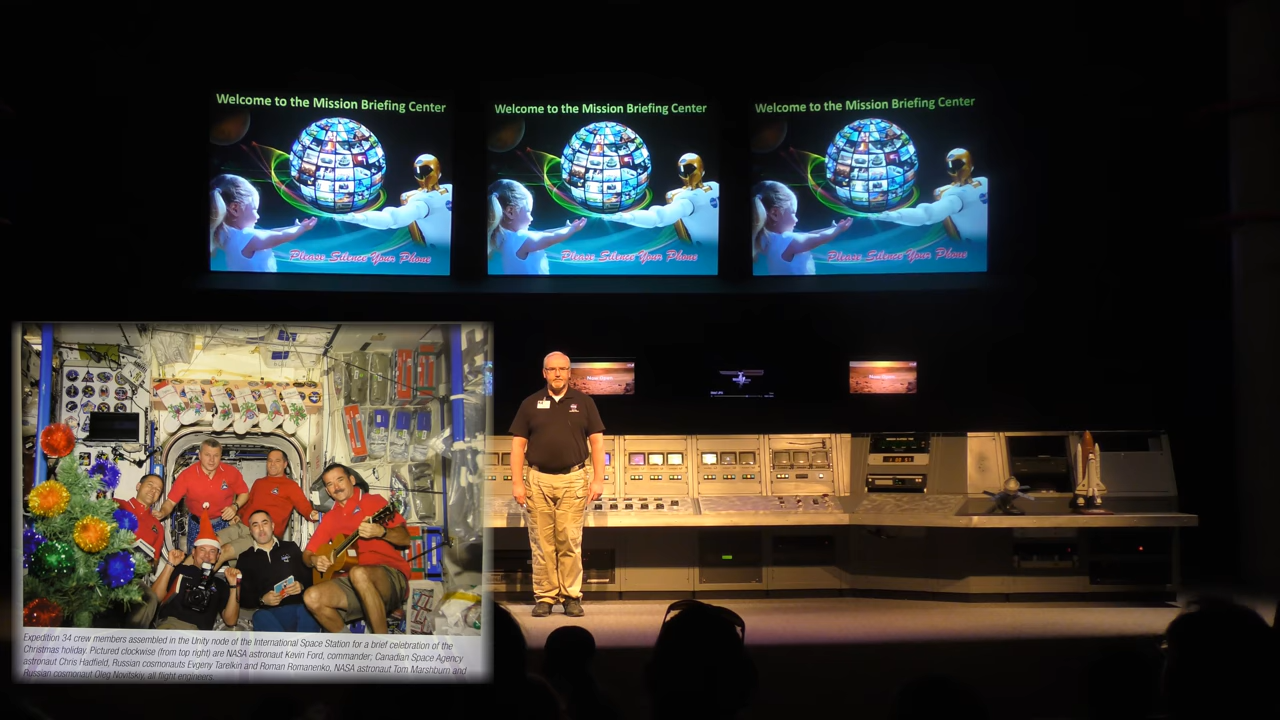 Welcome to the Mission Briefing Center
Please Silence Your Phone
Welcome to the Mission Briefing Center
Please Silence Your Phone
Welcome to the Mission Briefing Center
Please Silence Your Phone
Expedition 34 crew members assembled in the Unity node of the International Space Station for a brief celebration of the
Christmas holiday. Pictured clockwise (from top right) are NASA astronaut Kevin Ford, commander; Canadian Space Agency
astronaut Chris Hadfield, Russian cosmonauts Evgeny Tarelkin and Roman Romanenko, NASA astronaut Tom Marshburn and
Russian cosmonaut Oleg Novitskiy, all flight engineers.